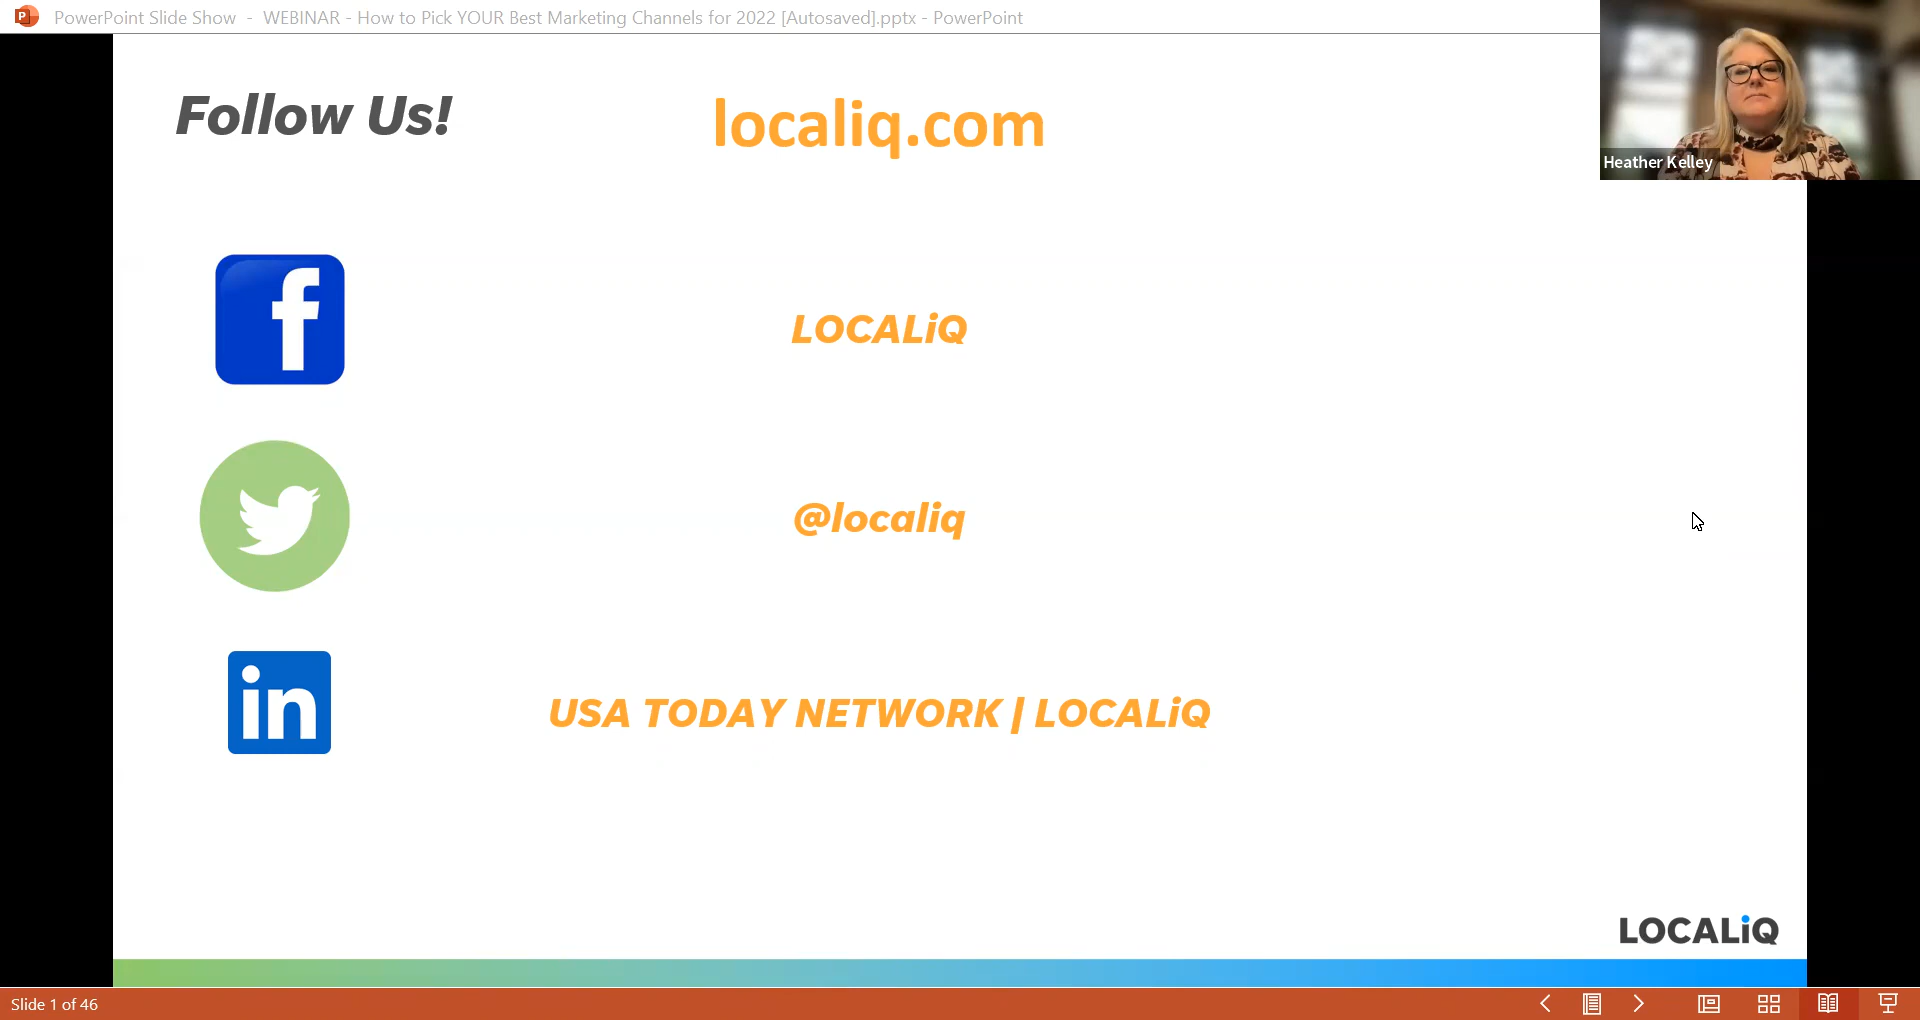 PowerPoint Slide Show - WEBINAR - How to Pick YOUR Best Marketing Channels for 2022 [Autosaved].pptx - PowerPoint
Follow Us!
localiq.com
Heather Kelley
LOCALiQ
@localiq
USA TODAY NETWORK | LOCALiQ
LOCALiQ
Slide 1 of 46